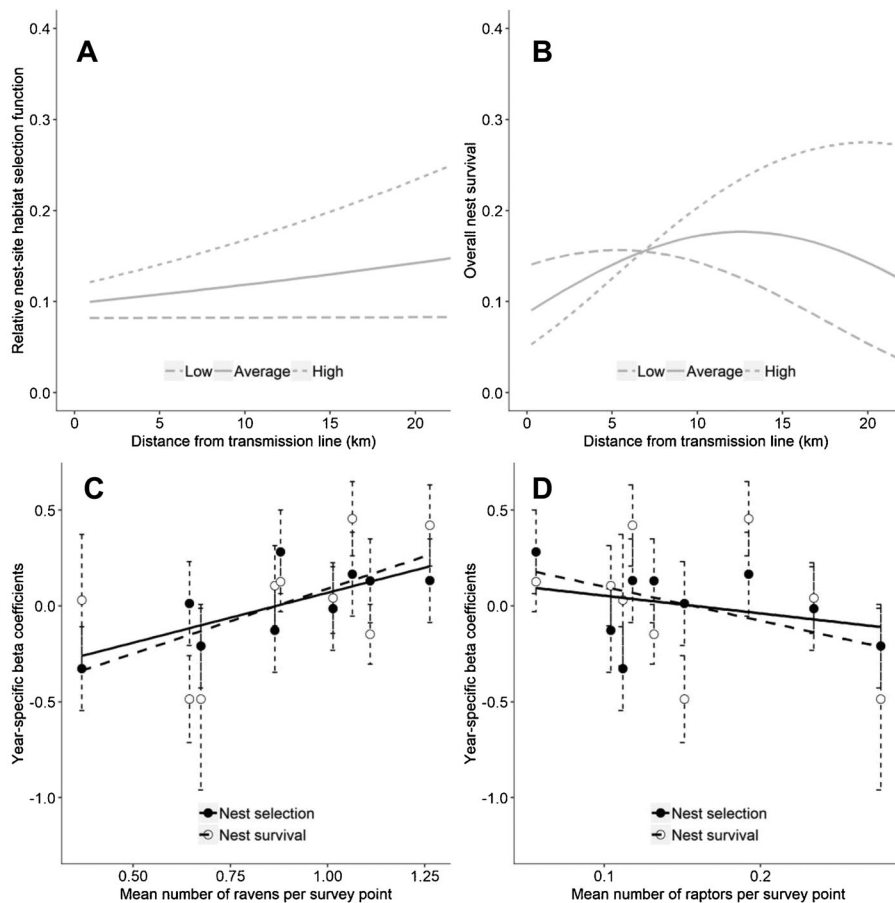 A
Relative nest-site habitat selection function
0.4
0.3
0.2
0.1
0.0
Low Average High
0 5 10 15 20
Distance from transmission line (km)
B
Overall nest survival
0.4
0.3
0.2
0.1
0.0
Low Average High
0 5 10 15 20
Distance from transmission line (km)
C
Year-specific beta coefficients
0.5
0.0
-0.5
-1.0
Nest selection
Nest survival
0.50 0.75 1.00 1.25
Mean number of ravens per survey point
D
Year-specific beta coefficients
0.5
0.0
-0.5
-1.0
Nest selection
Nest survival
0.1 0.2
Mean number of raptors per survey point